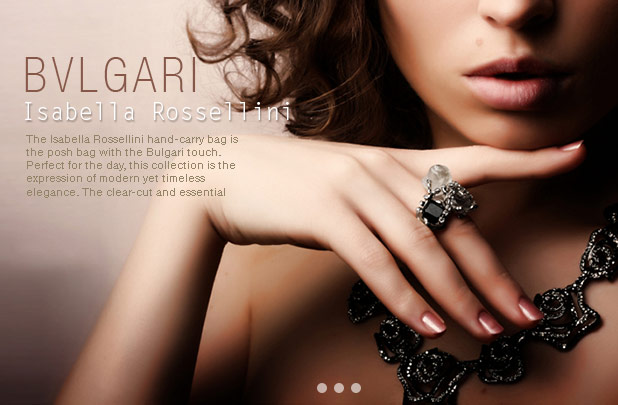 BVLGARI
Isabella Rossellini
The Isabella Rossellini hand-carry bag is
the posh bag with the Bulgari touch.
Perfect for the day, this collection is the
expression of modern yet timeless
elegance. The clear-cut and essential